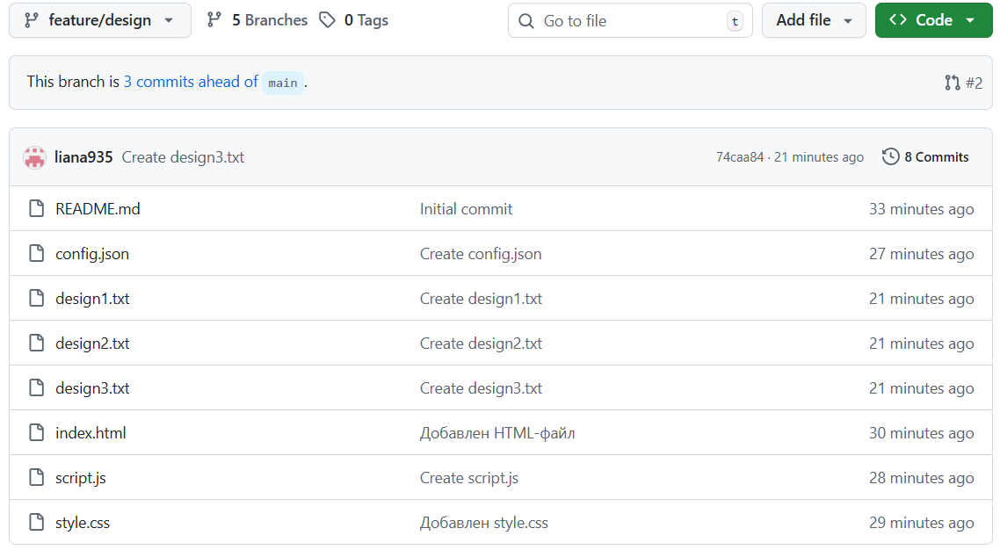 feature/design 5 Branches 0 Tags Go to file t Add file Code
This branch is 3 commits ahead of main . #2
liana935 Create design3.txt 74caa84 · 21 minutes ago 8 Commits
README.md Initial commit 33 minutes ago
config.json Create config.json 27 minutes ago
design1.txt Create design1.txt 21 minutes ago
design2.txt Create design2.txt 21 minutes ago
design3.txt Create design3.txt 21 minutes ago
index.html Добавлен HTML-файл 30 minutes ago
script.js Create script.js 28 minutes ago
style.css Добавлен style.css 29 minutes ago